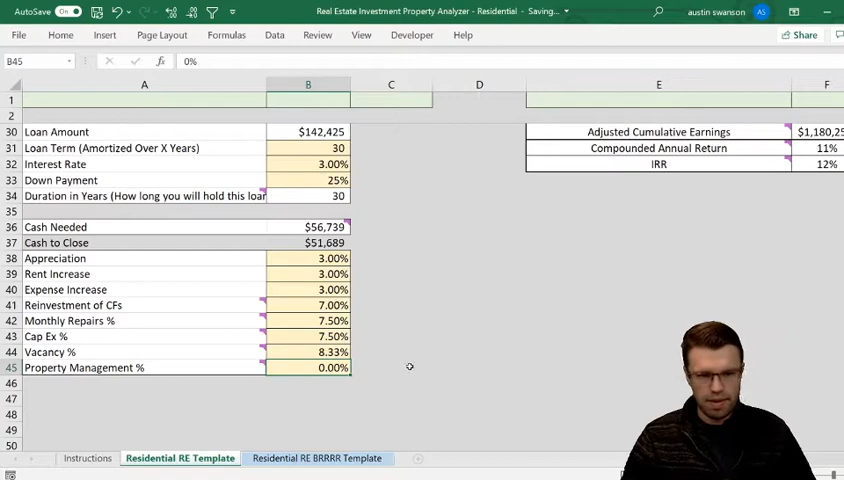 AutoSave On Real Estate Investment Property Analyzer - Residential - Saving... austin swanson AS
File Home Insert Page Layout Formulas Data Review View Developer Help Share
B45 fx 0%
A B C D E F
1
2
30 Loan Amount $142,425 Adjusted Cumulative Earnings $1,180,25
31 Loan Term (Amortized Over X Years) 30 Compounded Annual Return 11%
32 Interest Rate 3.00% IRR 12%
33 Down Payment 25%
34 Duration in Years (How long you will hold this loar 30
35
36 Cash Needed $56,739
37 Cash to Close $51,689
38 Appreciation 3.00%
39 Rent Increase 3.00%
40 Expense Increase 3.00%
41 Reinvestment of CFs 7.00%
42 Monthly Repairs % 7.50%
43 Cap Ex % 7.50%
44 Vacancy % 8.33%
45 Property Management % 0.00%
46
47
48
49
50
Instructions Residential RE Template Residential RE BRRRR Template